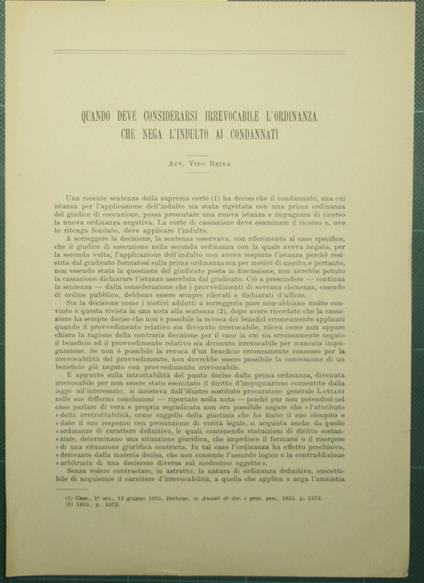 QUANDO DEVE CONSIDERARSI IRREVOCABILE L'ORDINANZA
CHE NEGA L'INDULTO AI CONDANNATI
Avv. Vito Reina
Una recente sentenza della suprema corte (1) ha deciso che il condannato, una cui
istanza per l'applicazione dell'indulto sia stata rigettata con una prima ordinanza
del giudice di esecuzione, possa presentare una nuova istanza e impugnare di ricorso
la nuova ordinanza negativa. La corte di cassazione deve esaminare il ricorso e, ove
lo ritenga fondato, deve applicare l'indulto.
A sorreggere la decisione, la sentenza osservava, con riferimento al caso specifico,
che il giudice di esecuzione nella seconda ordinanza con la quale aveva negato, per
la seconda volta, l'applicazione dell'indulto non aveva respinto l'istanza perchè resi-
stita dal giudicato formatosi sulla prima ordinanza ma per motivi di merito, e pertanto,
non essendo stata la questione del giudicato posta in discussione, non avrebbe potuto
la cassazione dichiarare l'istanza assorbita dal giudicato. Ciò a prescindere — continua
la sentenza — dalla considerazione che i provvedimenti di sovrana clemenza, essendo
di ordine pubblico, debbono essere sempre rilevati e dichiarati d'ufficio.
Sia la decisione come i motivi addotti a sorreggerla pare non abbiano molto con-
vinto e questa rivista in una nota alla sentenza (2), dopo avere ricordato che la cassa-
zione ha sempre deciso che non è possibile la revoca dei benefici erroneamente applicati
quando il provvedimento relativo sia divenuto irrevocabile, rileva come non appare
chiara la ragione della contraria decisione per il caso in cui sia erroneamente negato
il beneficio ed il provvedimento relativo sia divenuto irrevocabile per mancata impu-
gnazione. Se non è possibile la revoca d'un beneficio erroneamente concesso per la
irrevocabilità del provvedimento, non dovrebbe essere possibile la concessione di un
beneficio già negato con provvedimento irrevocabile.
E appunto sulla intrattabilità del punto deciso dalla prima ordinanza, divenuta
irrevocabile per non essere stato esercitato il diritto d'impugnazione consentito dalla
legge all'interessato, si insisteva dall'illustre sostituto procuratore generale Laviani
nelle sue difformi conclusioni — riportate nella nota — poichè pur non potendosi nel
caso parlare di vera e propria regiudicata non era possibile negare che « l'attributo
« della irretrattabilità, come suggello della giustizia che ha finito il suo cómpito e
« dato il suo responso con presunzione di verità legale, si acquista anche da quelle
« ordinanze di carattere definitivo, le quali, contenendo statuizioni di diritto sostan-
« ziale, determinano una situazione giuridica, che impedisce il formarsi o il risorgere
« di una situazione giuridica contraria. In tal caso l'ordinanza ha effetto preclusivo,
« derivante dalla materia decisa, che non consente l'assurdo logico e la contraddizione
« arbitraria di una decisione diversa sul medesimo oggetto ».
Senza volere contrastare, in astratto, la natura di ordinanza definitiva, suscetti-
bile di acquistare il carattere d'irrevocabilità, a quella che applica o nega l'amnistia
(1) Cass., 1ª sez., 12 giugno 1935, in Annali di dir. e proc. pen., 1935. p. 1373.
(2) 1935. p. 1372.